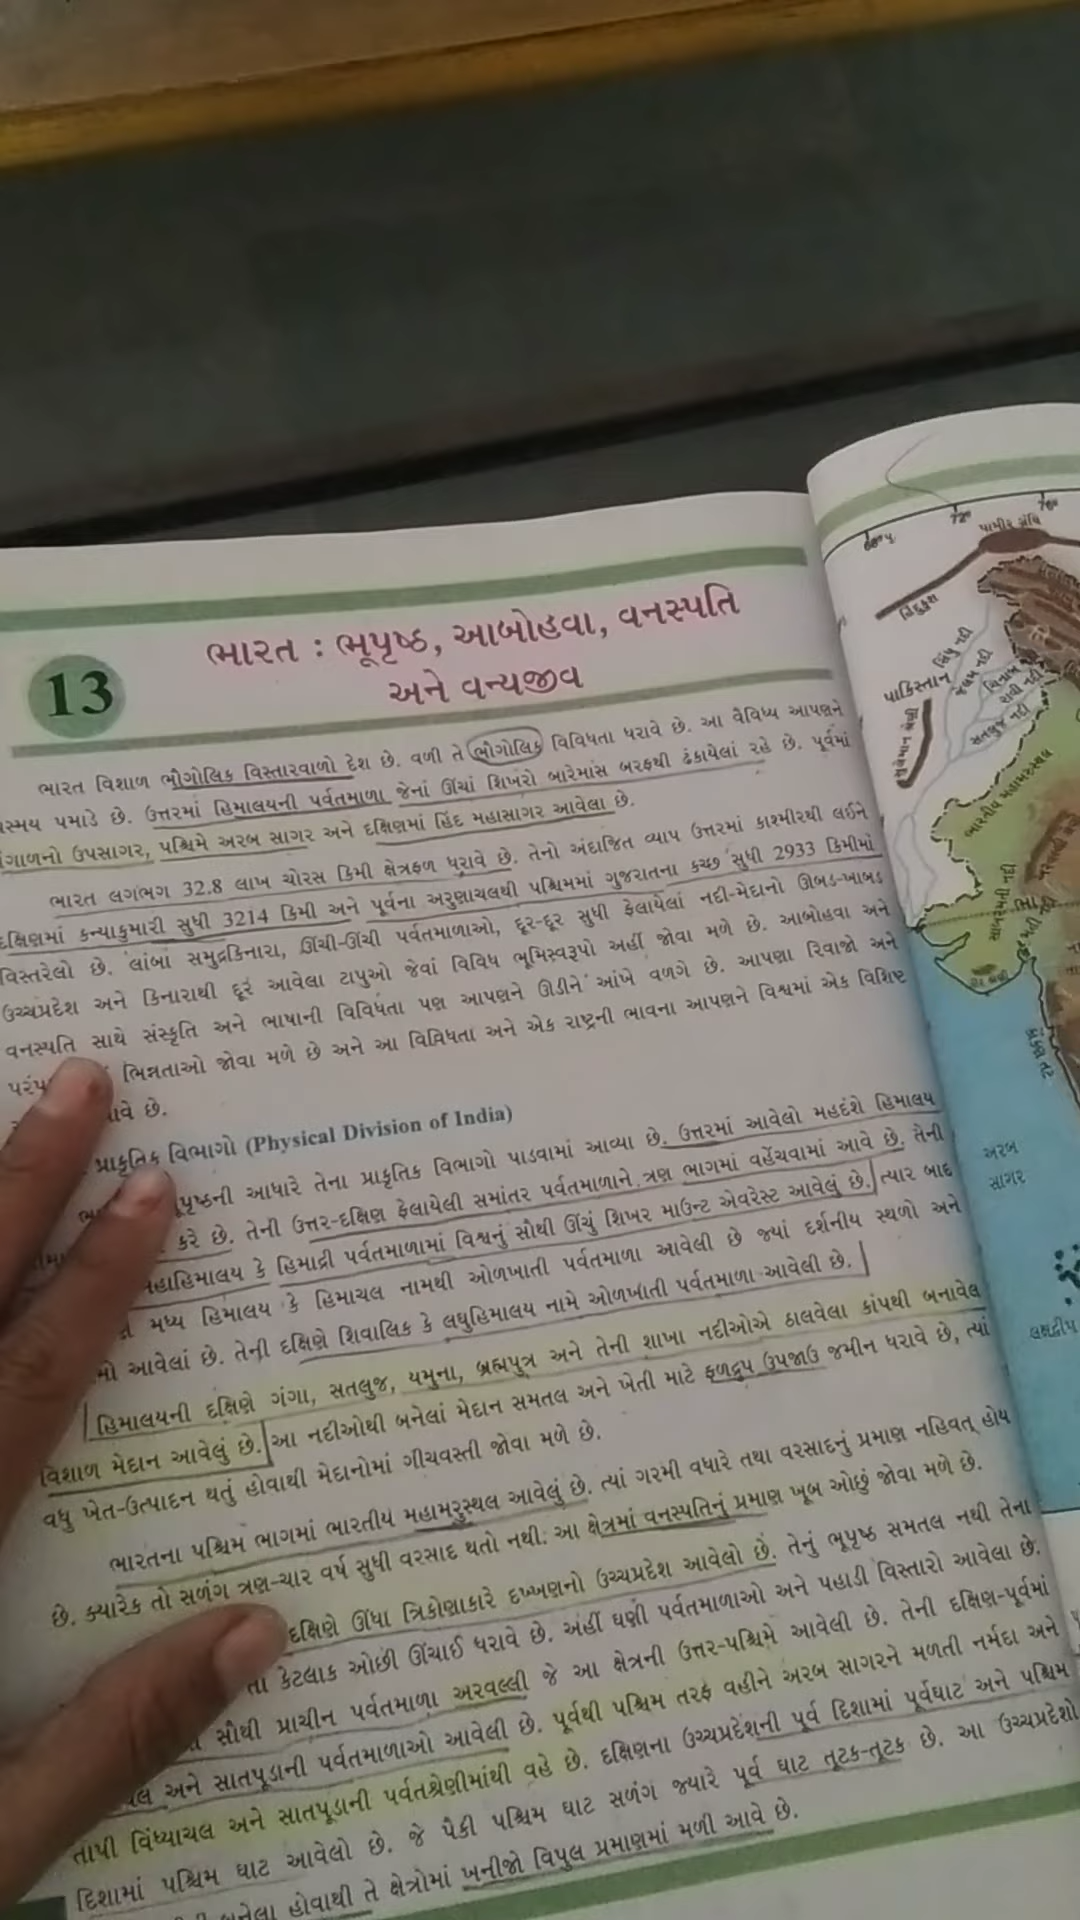 13
ભારત : ભૂપૃષ્ઠ, આબોહવા, વનસ્પતિ
અને વન્યજીવ
ભારત વિશાળ ભૌગોલિક વિસ્તારવાળો દેશ છે. વળી તે ભૌગોલિક વિવિધતા ધરાવે છે. આ વૈવિધ્ય આપણને
પમાડે છે. ઉત્તરમાં હિમાલયની પર્વતમાળા જેનાં ઊંચાં શિખરો બારેમાસ બરફથી ઢંકાયેલાં રહે છે. પૂર્વમાં
ઉપસાગર, પશ્ચિમે અરબ સાગર અને દક્ષિણમાં હિંદ મહાસાગર આવેલા છે.
ભારત લગભગ 32.8 લાખ ચોરસ કિમી ક્ષેત્રફળ ધરાવે છે. તેનો અંદાજિત વ્યાપ ઉત્તરમાં કાશ્મીરથી લઈને
દક્ષિણમાં કન્યાકુમારી સુધી 3214 કિમી અને પૂર્વના અરુણાચલથી પશ્ચિમમાં ગુજરાતના કચ્છ સુધી 2933 કિમીમાં
વિસ્તરેલો છે. લાંબા સમુદ્રકિનારા, ઊંચી-ઊંચી પર્વતમાળાઓ, દૂર-દૂર સુધી ફેલાયેલાં નદી-મેદાનો ઊબડ-ખાબડ
ઉચ્ચપ્રદેશ અને કિનારાથી દૂર આવેલા ટાપુઓ જેવાં વિવિધ ભૂમિસ્વરૂપો અહીં જોવા મળે છે. આબોહવા અને
વનસ્પતિ સાથે સંસ્કૃતિ અને ભાષાની વિવિધતા પણ આપણને ઊડીને આંખે વળગે છે. આપણા રિવાજો અને
ભિન્નતાઓ જોવા મળે છે અને આ વિવિધતા અને એક રાષ્ટ્રની ભાવના આપણને વિશ્વમાં એક વિશિષ્ટ
છે.
પ્રાકૃતિક વિભાગો (Physical Division of India)
આધારે તેના પ્રાકૃતિક વિભાગો પાડવામાં આવ્યા છે. ઉત્તરમાં આવેલો મહદંશે હિમાલય
કરે છે. તેની ઉત્તર-દક્ષિણ ફેલાયેલી સમાંતર પર્વતમાળાને ત્રણ ભાગમાં વહેંચવામાં આવે છે. તેની
કે હિમાદ્રી પર્વતમાળામાં વિશ્વનું સૌથી ઊંચું શિખર માઉન્ટ એવરેસ્ટ આવેલું છે. ત્યાર બાદ
મધ્ય હિમાલય કે હિમાચલ નામથી ઓળખાતી પર્વતમાળા આવેલી છે જ્યાં દર્શનીય સ્થળો અને
આવેલાં છે. તેની દક્ષિણે શિવાલિક કે લઘુહિમાલય નામે ઓળખાતી પર્વતમાળા આવેલી છે.
હિમાલયની દક્ષિણે ગંગા, સતલુજ, યમુના, બ્રહ્મપુત્ર અને તેની શાખા નદીઓએ ઠાલવેલા કાંપથી બનાવેલ
વિશાળ મેદાન આવેલું છે. આ નદીઓથી બનેલાં મેદાન સમતલ અને ખેતી માટે ફળદ્રુપ ઉપજાઉ જમીન ધરાવે છે, ત્યાં
વધુ ખેત-ઉત્પાદન થતું હોવાથી મેદાનોમાં ગીચવસ્તી જોવા મળે છે.
ભારતના પશ્ચિમ ભાગમાં ભારતીય મહામરુસ્થલ આવેલું છે. ત્યાં ગરમી વધારે તથા વરસાદનું પ્રમાણ નહિવત્ હોય
છે. ક્યારેક તો સળંગ ત્રણ-ચાર વર્ષ સુધી વરસાદ થતો નથી. આ ક્ષેત્રમાં વનસ્પતિનું પ્રમાણ ખૂબ ઓછું જોવા મળે છે.
દક્ષિણે ઊંધા ત્રિકોણાકારે દખ્ખણનો ઉચ્ચપ્રદેશ આવેલો છે. તેનું ભૂપૃષ્ઠ સમતલ નથી તેના
કેટલાક ઓછી ઊંચાઈ ધરાવે છે. અહીં ઘણી પર્વતમાળાઓ અને પહાડી વિસ્તારો આવેલા છે.
સૌથી પ્રાચીન પર્વતમાળા અરવલ્લી જે આ ક્ષેત્રની ઉત્તર-પશ્ચિમે આવેલી છે. તેની દક્ષિણ-પૂર્વમાં
અને સાતપૂડાની પર્વતમાળાઓ આવેલી છે. પૂર્વથી પશ્ચિમ તરફ વહીને અરબ સાગરને મળતી નર્મદા અને
તાપી વિંધ્યાચલ અને સાતપૂડાની પર્વતશ્રેણીમાંથી વહે છે. દક્ષિણના ઉચ્ચપ્રદેશની પૂર્વ દિશામાં પૂર્વઘાટ અને પશ્ચિમ
દિશામાં પશ્ચિમ ઘાટ આવેલો છે. જે પૈકી પશ્ચિમ ઘાટ સળંગ જ્યારે પૂર્વ ઘાટ તૂટક-તૂટક છે. આ ઉચ્ચપ્રદેશો
બનેલા હોવાથી તે ક્ષેત્રોમાં ખનીજો વિપુલ પ્રમાણમાં મળી આવે છે.
72°
76°
પામીર ગ્રંથિ
હિંદુકુશ
સિંધુ નદી
જેલમ નદી
ચિનાબ
રાવી નદી
સતલુજ નદી
પાકિસ્તાન
સુલેમાન શ્રેણી
ભારતીય મહામરુસ્થલ
સાબરમતી નદી
અરબ
સાગર
લક્ષદ્વીપ